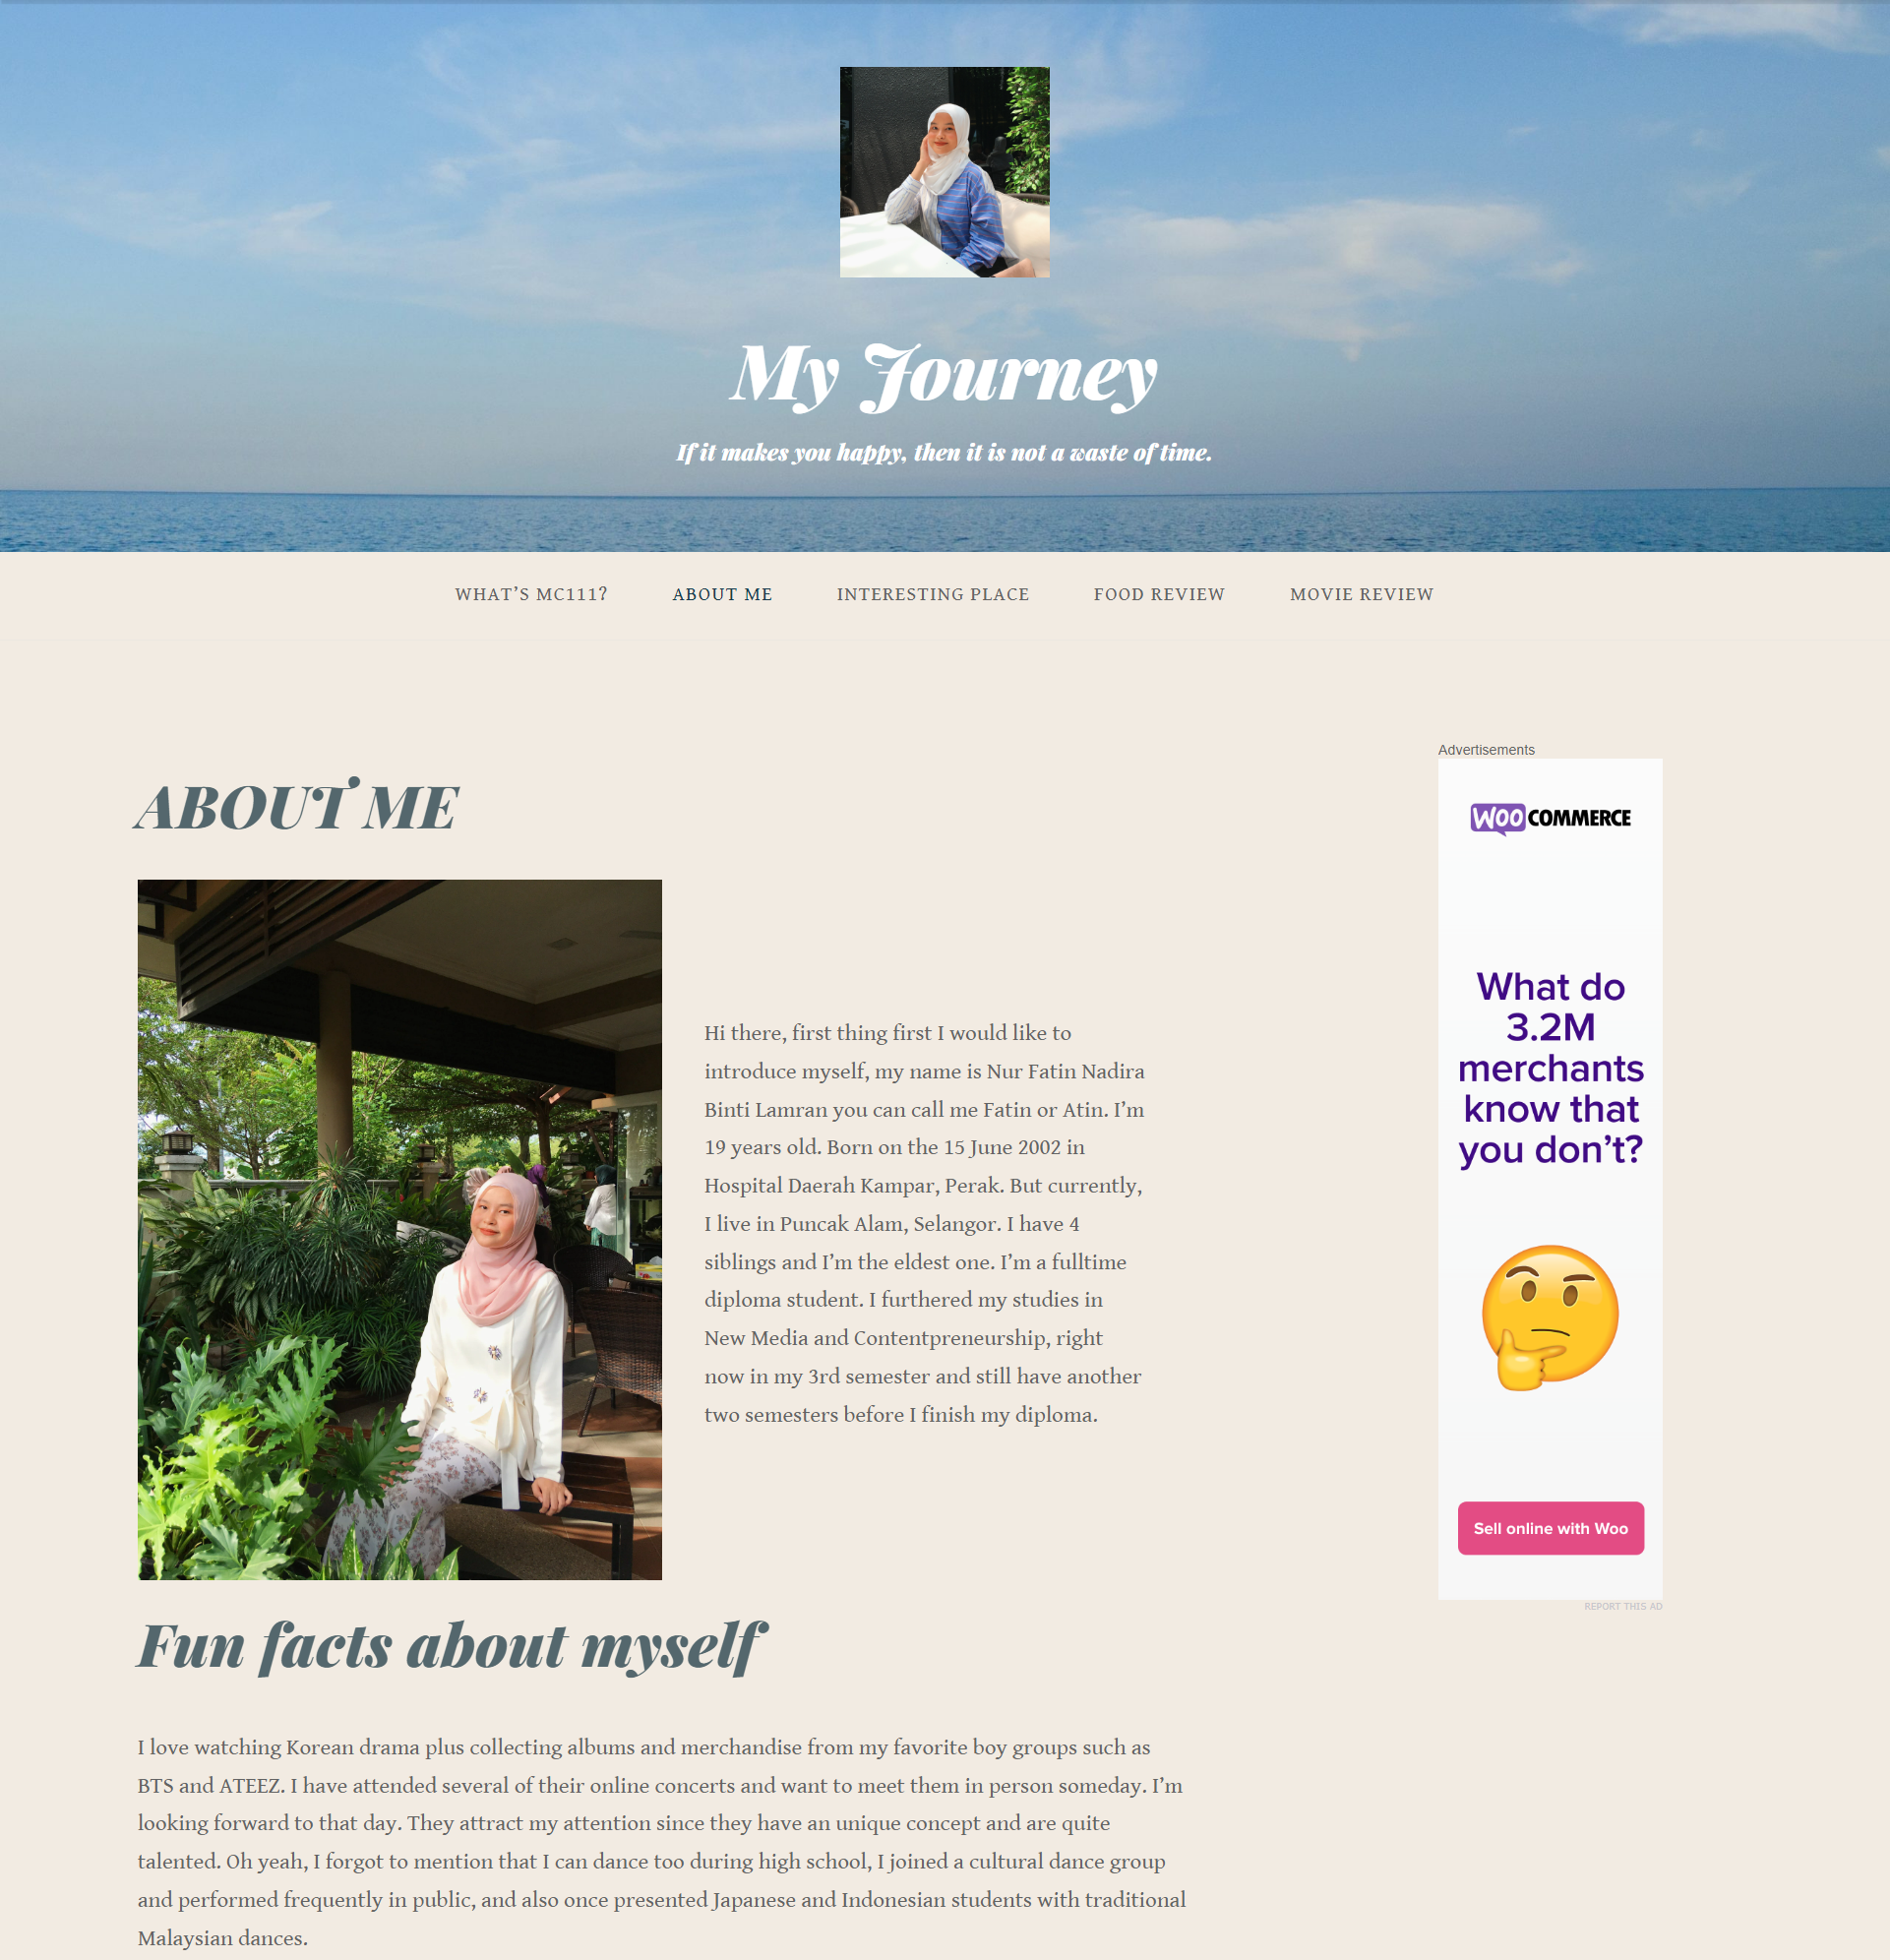 My Journey
If it makes you happy, then it is not a waste of time.
WHAT’S MC111? ABOUT ME INTERESTING PLACE FOOD REVIEW MOVIE REVIEW
ABOUT ME
Hi there, first thing first I would like to
introduce myself, my name is Nur Fatin Nadira
Binti Lamran you can call me Fatin or Atin. I’m
19 years old. Born on the 15 June 2002 in
Hospital Daerah Kampar, Perak. But currently,
I live in Puncak Alam, Selangor. I have 4
siblings and I’m the eldest one. I’m a fulltime
diploma student. I furthered my studies in
New Media and Contentpreneurship, right
now in my 3rd semester and still have another
two semesters before I finish my diploma.
Fun facts about myself
I love watching Korean drama plus collecting albums and merchandise from my favorite boy groups such as
BTS and ATEEZ. I have attended several of their online concerts and want to meet them in person someday. I’m
looking forward to that day. They attract my attention since they have an unique concept and are quite
talented. Oh yeah, I forgot to mention that I can dance too during high school, I joined a cultural dance group
and performed frequently in public, and also once presented Japanese and Indonesian students with traditional
Malaysian dances.
Advertisements
WOO COMMERCE
What do
3.2M
merchants
know that
you don’t?
Sell online with Woo
REPORT THIS AD